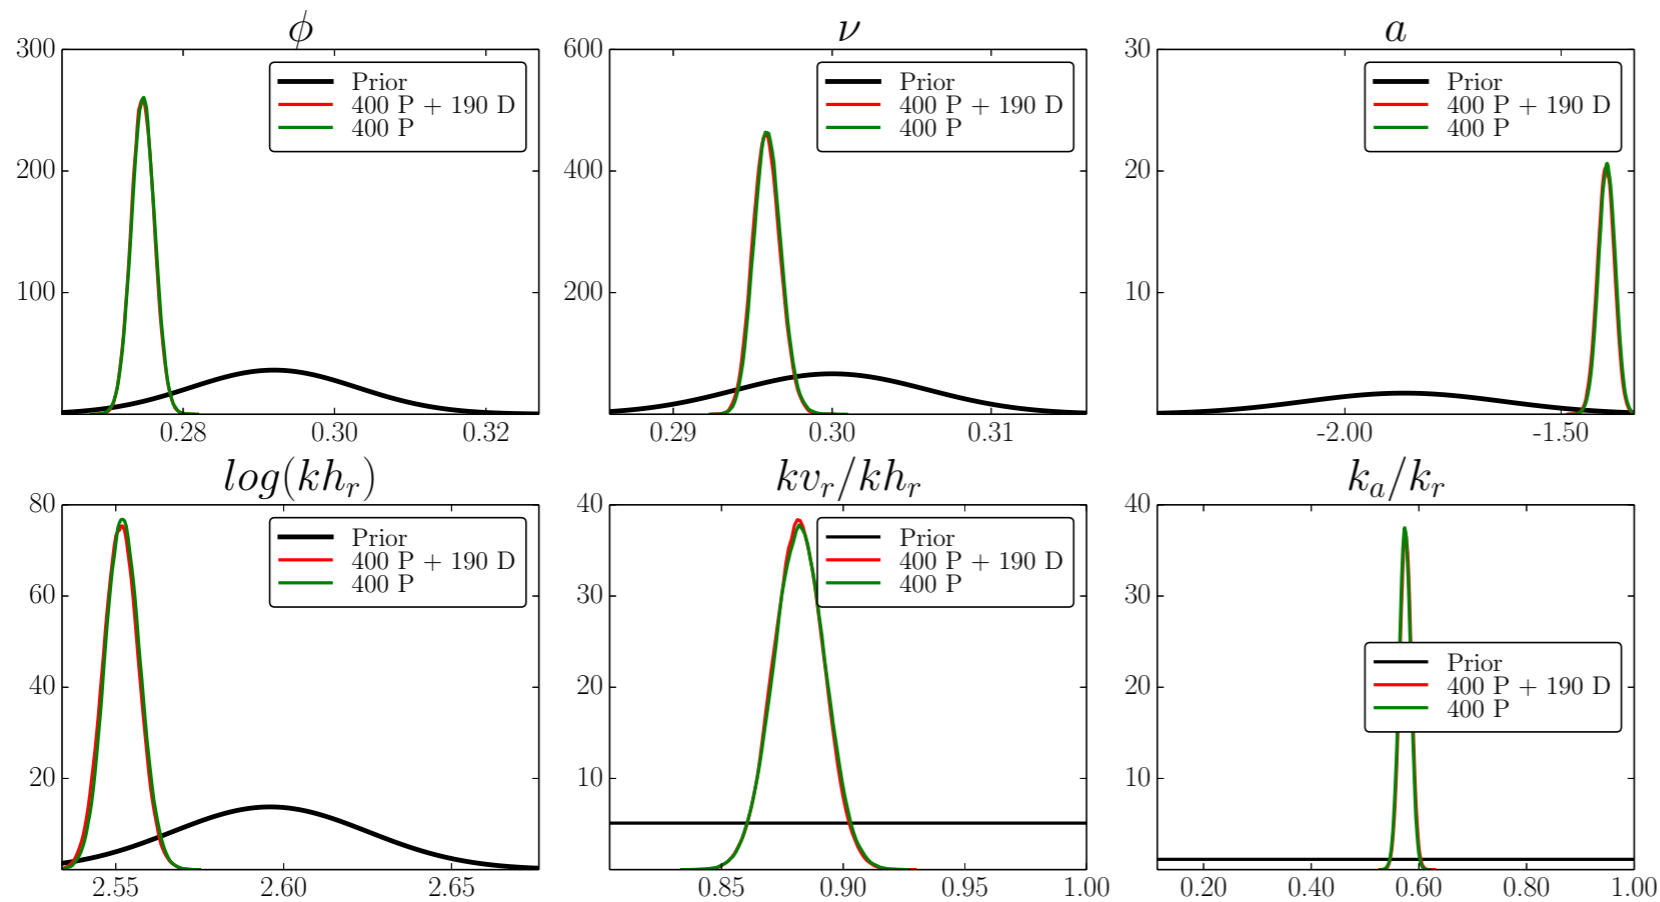 ϕ
300
200
100
Prior
400 P + 190 D
400 P
0.28 0.30 0.32
ν
600
400
200
Prior
400 P + 190 D
400 P
0.29 0.30 0.31
a
30
20
10
Prior
400 P + 190 D
400 P
-2.00 -1.50
log(kh_r)
80
60
40
20
Prior
400 P + 190 D
400 P
2.55 2.60 2.65
kv_r/kh_r
40
30
20
10
Prior
400 P + 190 D
400 P
0.85 0.90 0.95 1.00
k_a/k_r
40
30
20
10
Prior
400 P + 190 D
400 P
0.20 0.40 0.60 0.80 1.00